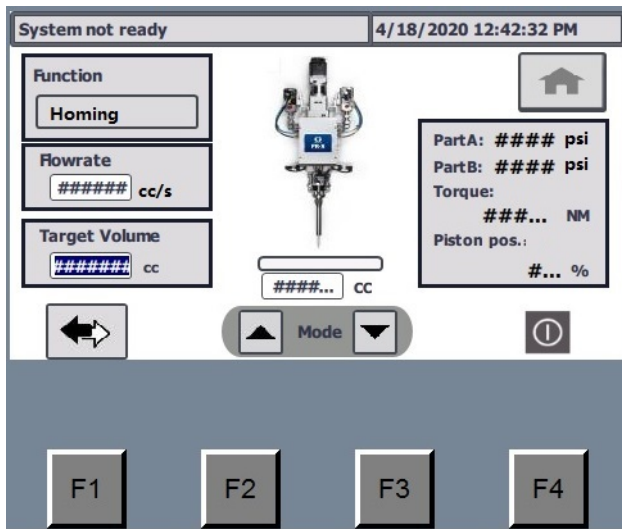 System not ready
4/18/2020 12:42:32 PM
Function
Homing
Flowrate
###### cc/s
Target Volume
####### cc
PR-X
####... cc
PartA: #### psi
PartB: #### psi
Torque:
###... NM
Piston pos.:
#... %
Mode
F1
F2
F3
F4